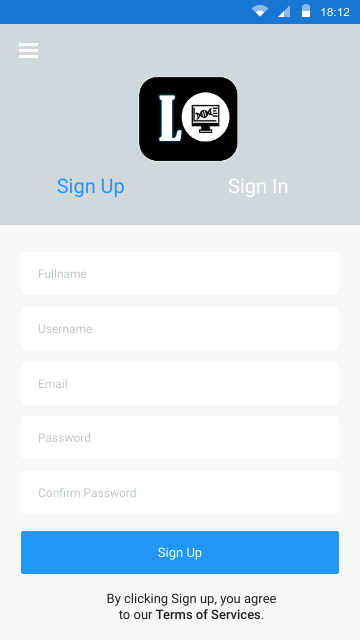 18:12
L
Sign Up
Sign In
Fullname
Username
Email
Password
Confirm Password
Sign Up
By clicking Sign up, you agree
to our Terms of Services.